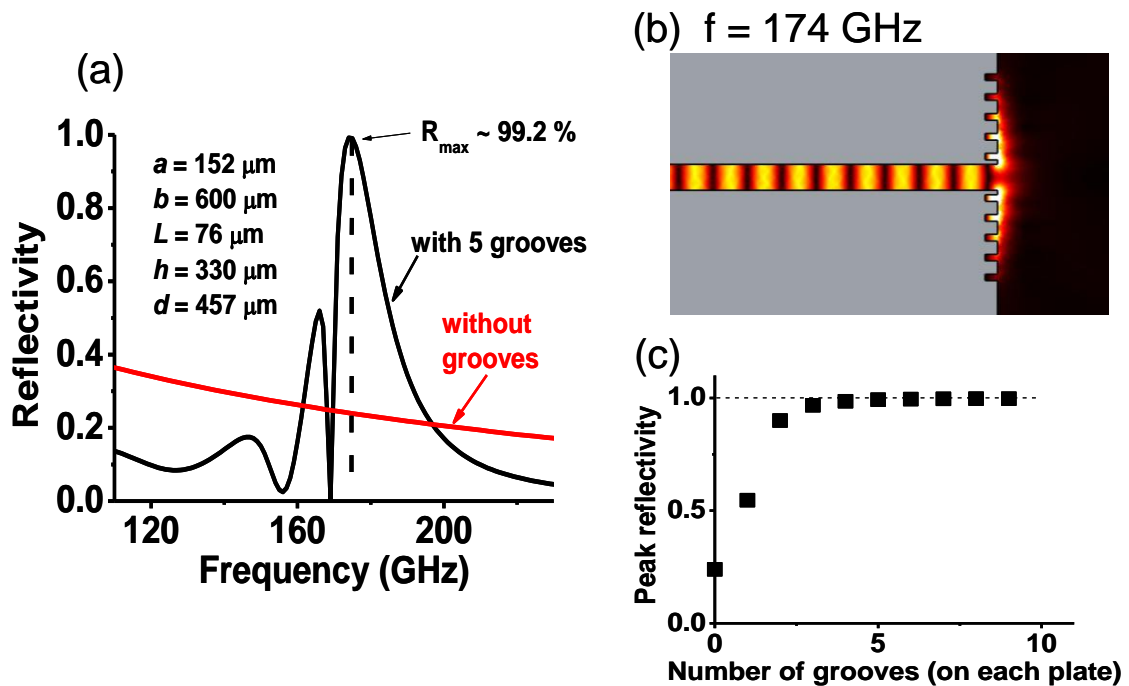 (a)
1.0
0.8
0.6
0.4
0.2
0.0
Reflectivity
a = 152 μm
b = 600 μm
L = 76 μm
h = 330 μm
d = 457 μm
Rmax ~ 99.2 %
with 5 grooves
without
grooves
120
160
200
Frequency (GHz)
(b) f = 174 GHz
(c)
1.0
0.5
0.0
Peak reflectivity
0
5
10
Number of grooves (on each plate)